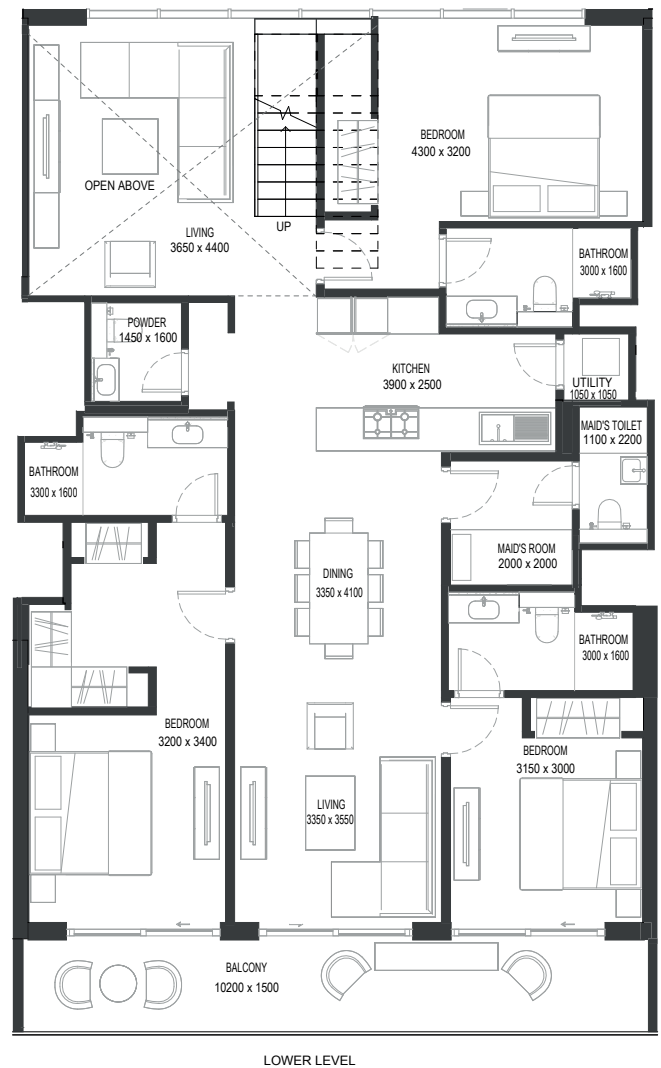 BEDROOM
4300 x 3200
OPEN ABOVE
UP
LIVING
3650 x 4400
BATHROOM
3000 x 1600
POWDER
1450 x 1600
KITCHEN
3900 x 2500
UTILITY
1050 x 1050
MAID'S TOILET
1100 x 2200
BATHROOM
3300 x 1600
MAID'S ROOM
2000 x 2000
DINING
3350 x 4100
BATHROOM
3000 x 1600
BEDROOM
3200 x 3400
BEDROOM
3150 x 3000
LIVING
3350 x 3550
BALCONY
10200 x 1500
LOWER LEVEL